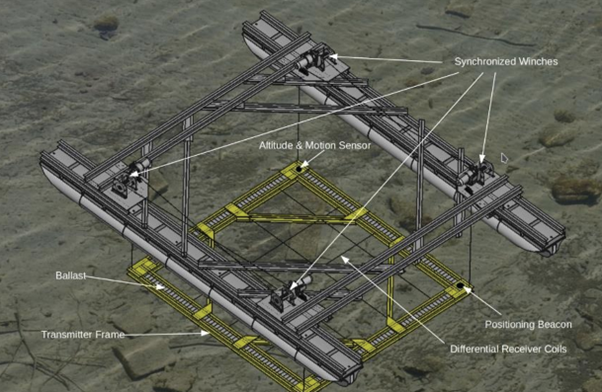 Synchronized Winches
Altitude & Motion Sensor
Ballast
Positioning Beacon
Transmitter Frame
Differential Receiver Coils